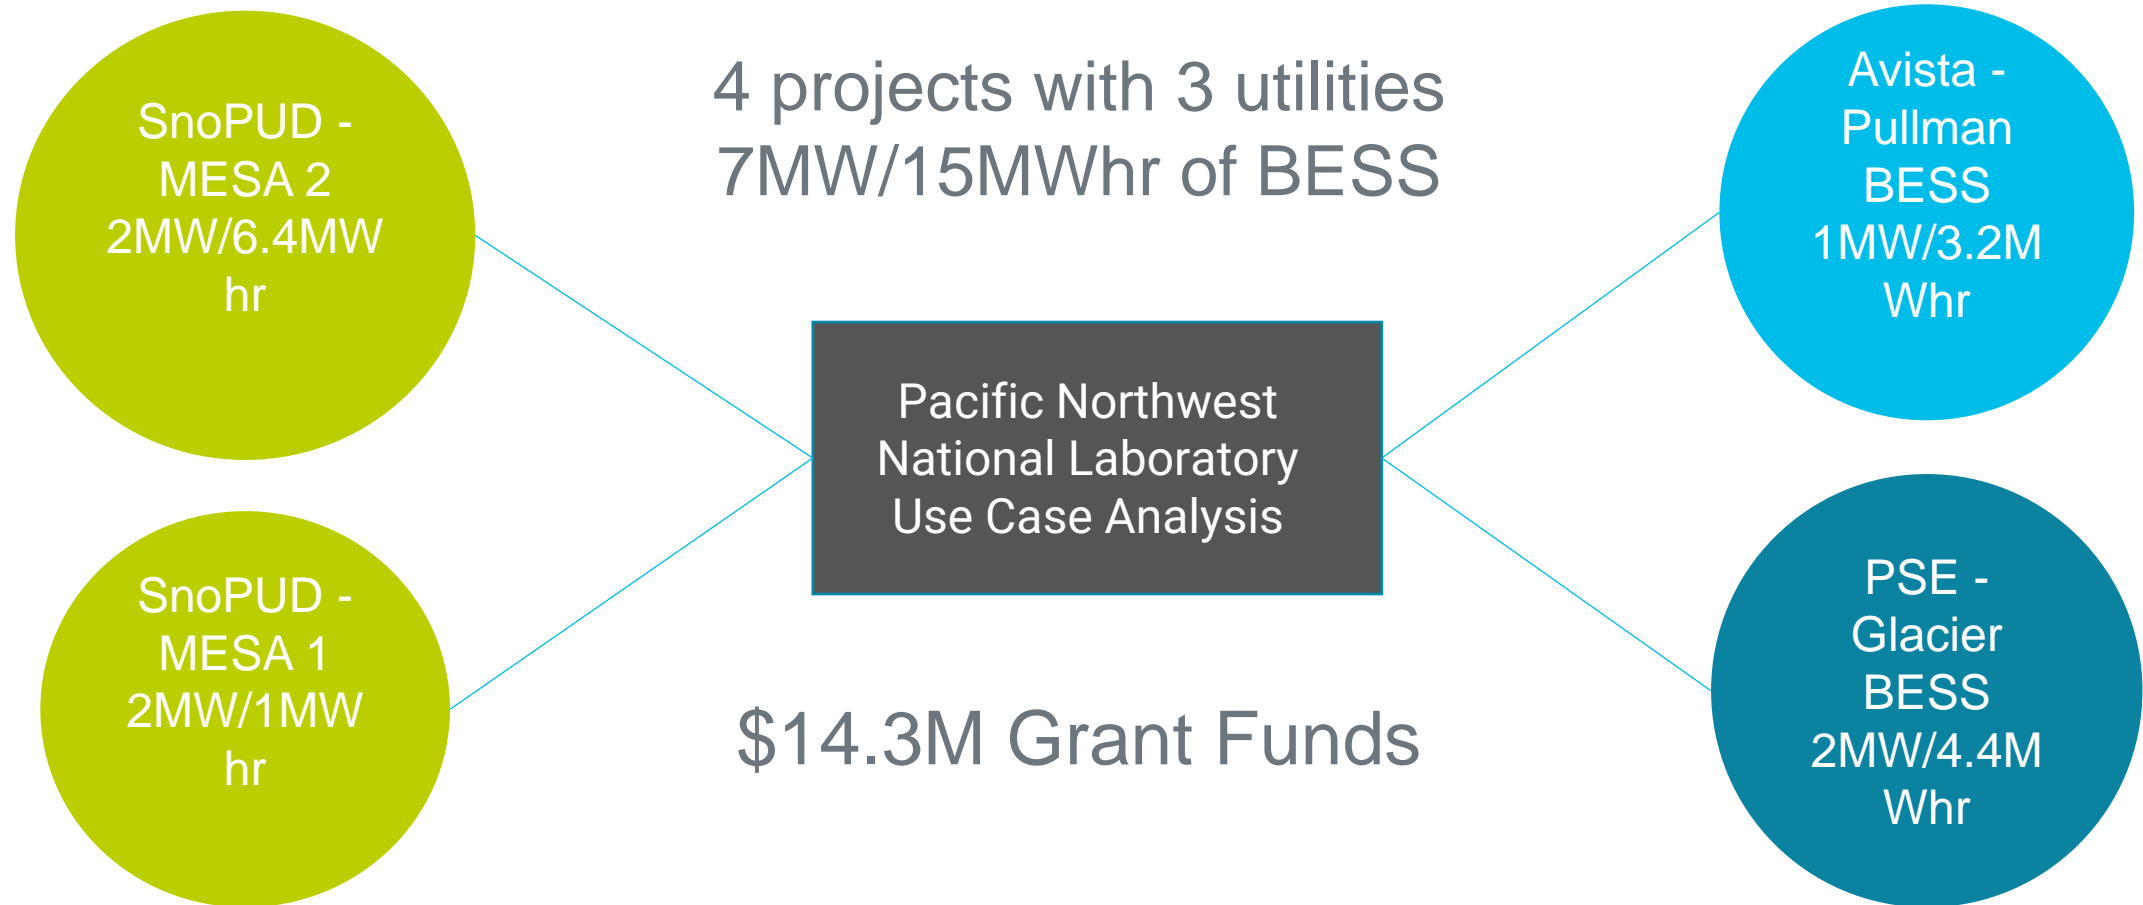 SnoPUD -
MESA 2
2MW/6.4MW
hr
4 projects with 3 utilities
7MW/15MWhr of BESS
Avista -
Pullman
BESS
1MW/3.2M
Whr
Pacific Northwest
National Laboratory
Use Case Analysis
SnoPUD -
MESA 1
2MW/1MW
hr
$14.3M Grant Funds
PSE -
Glacier
BESS
2MW/4.4M
Whr